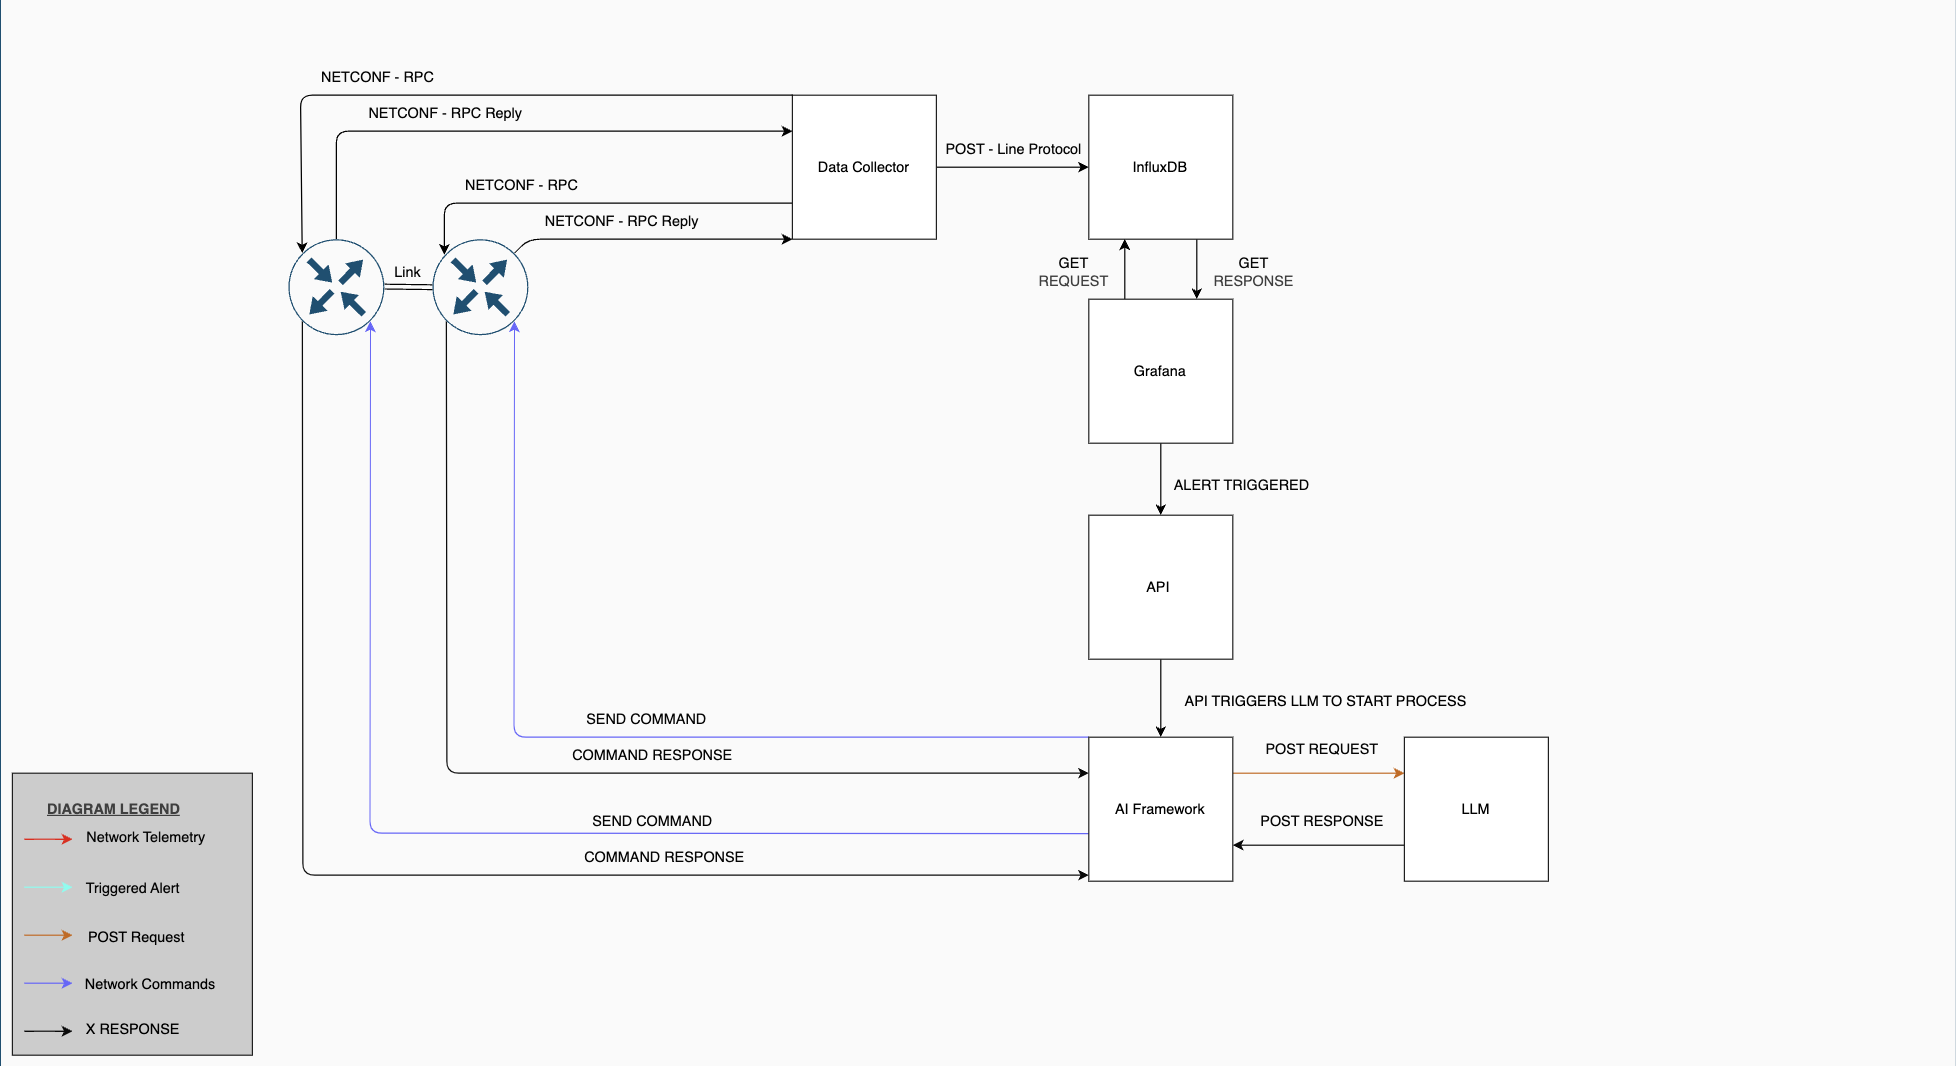 NETCONF - RPC
NETCONF - RPC Reply
NETCONF - RPC
NETCONF - RPC Reply
Data Collector
POST - Line Protocol
InfluxDB
Link
GET
REQUEST
GET
RESPONSE
Grafana
ALERT TRIGGERED
API
API TRIGGERS LLM TO START PROCESS
SEND COMMAND
COMMAND RESPONSE
SEND COMMAND
COMMAND RESPONSE
AI Framework
POST REQUEST
POST RESPONSE
LLM
DIAGRAM LEGEND
Network Telemetry
Triggered Alert
POST Request
Network Commands
X RESPONSE